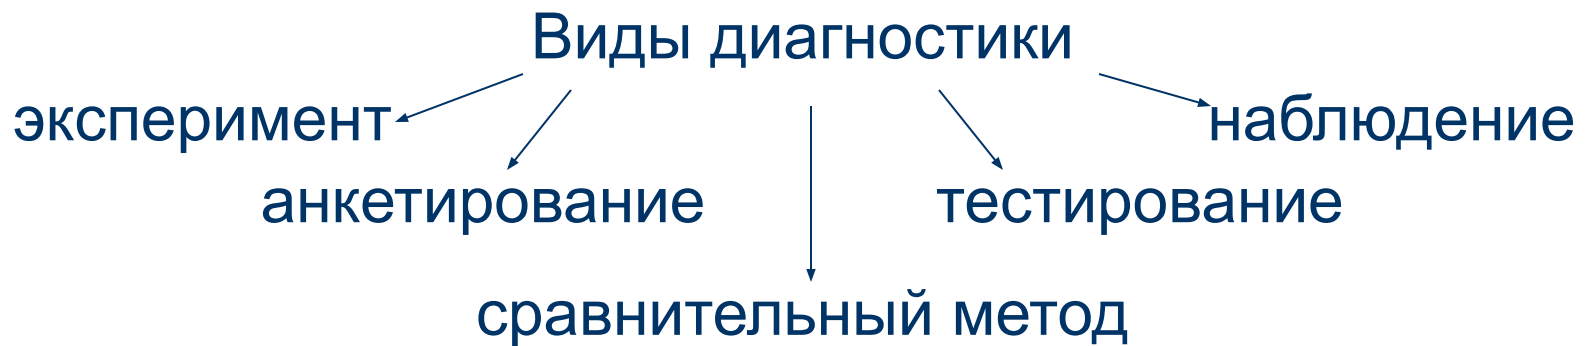 Виды диагностики
эксперимент
наблюдение
анкетирование
тестирование
сравнительный метод